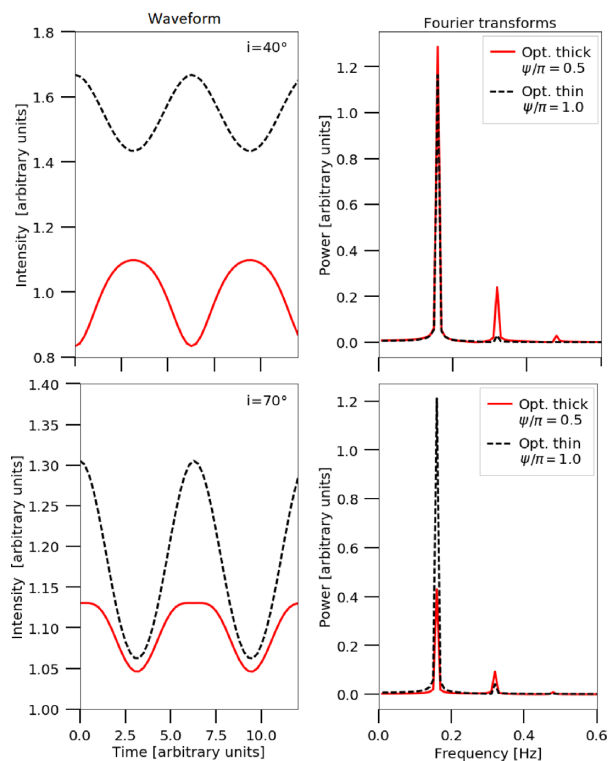 Waveform
Fourier transforms
1.8
1.6
1.4
1.2
1.0
0.8
Intensity [arbitrary units]
i=40°
1.2
1.0
0.8
0.6
0.4
0.2
0.0
Power [arbitrary units]
Opt. thick
ψ/π = 0.5
Opt. thin
ψ/π = 1.0
1.40
1.30
1.20
1.15
1.10
1.05
1.00
Intensity [arbitrary units]
i=70°
0
2.5
5.0
7.5
10.0
Time [arbitrary units]
1.2
1.0
0.8
0.6
0.4
0.2
0.0
Power [arbitrary units]
Opt. thick
ψ/π = 0.5
Opt. thin
ψ/π = 1.0
0.0
0.2
0.4
0.6
Frequency [Hz]